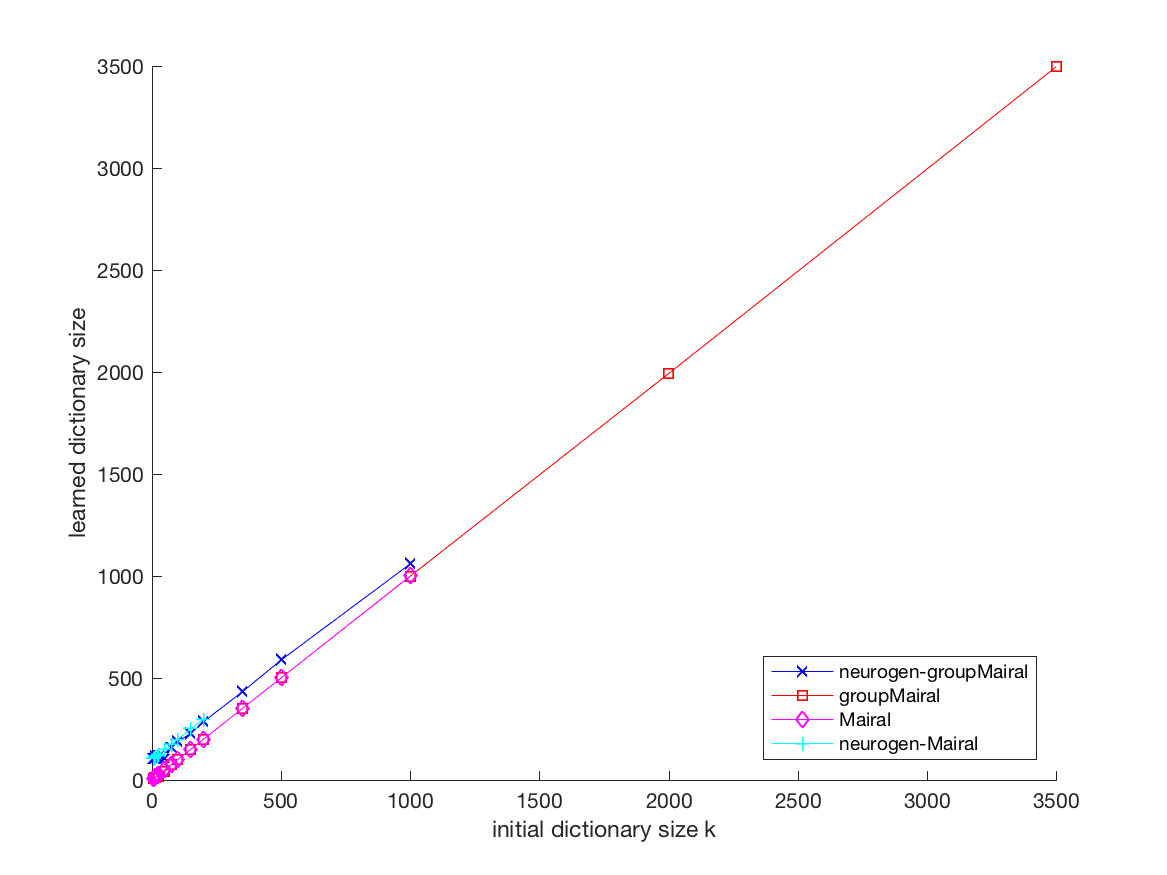 3500
3000
2500
2000
1500
1000
500
0
learned dictionary size
neurogen-groupMairal
groupMairal
Mairal
neurogen-Mairal
0 500 1000 1500 2000 2500 3000 3500
initial dictionary size k